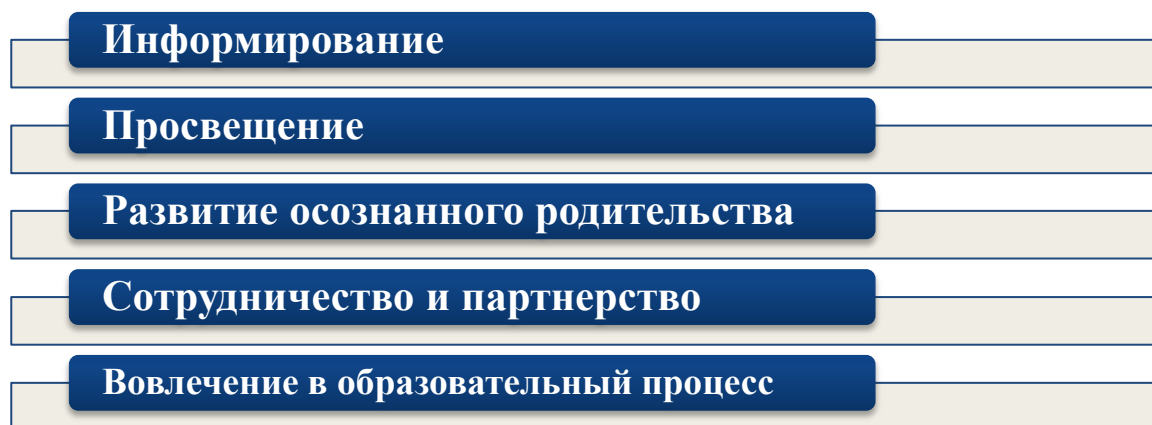 Информирование
Просвещение
Развитие осознанного родительства
Сотрудничество и партнерство
Вовлечение в образовательный процесс